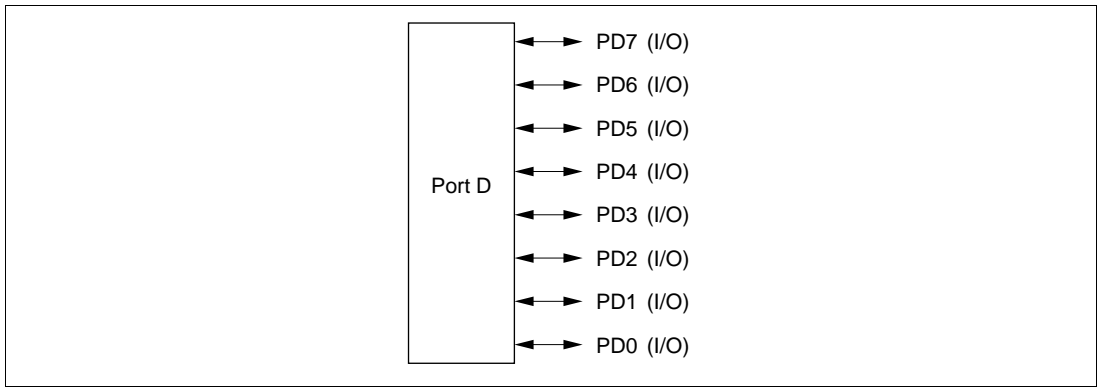 PD7 (I/O)
PD6 (I/O)
PD5 (I/O)
PD4 (I/O)
Port D
PD3 (I/O)
PD2 (I/O)
PD1 (I/O)
PD0 (I/O)